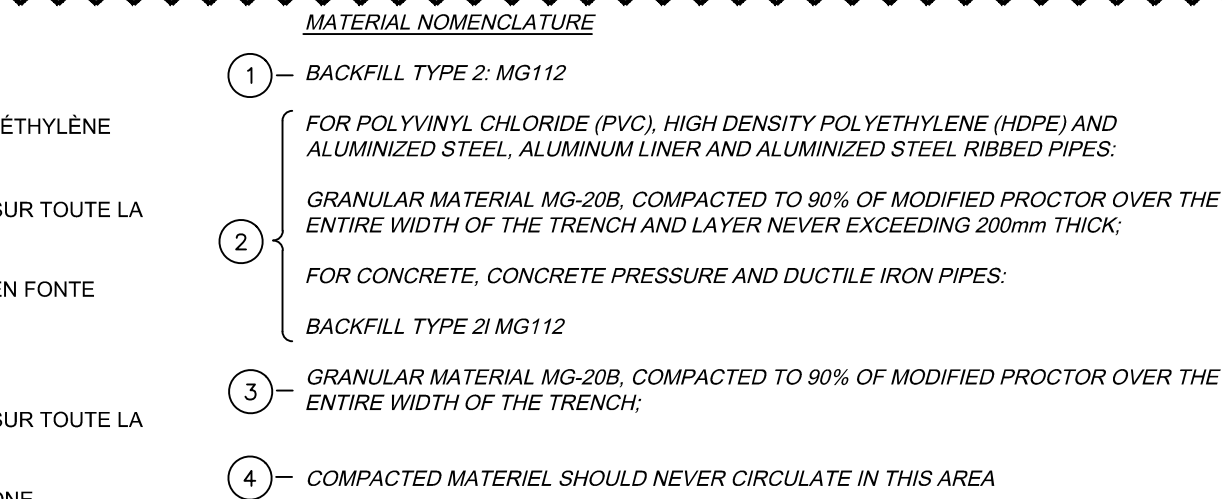 MATERIAL NOMENCLATURE
1 BACKFILL TYPE 2: MG112
ÉTHYLÈNE
SUR TOUTE LA
EN FONTE
SUR TOUTE LA
2 FOR POLYVINYL CHLORIDE (PVC), HIGH DENSITY POLYETHYLENE (HDPE) AND
ALUMINIZED STEEL, ALUMINUM LINER AND ALUMINIZED STEEL RIBBED PIPES:
GRANULAR MATERIAL MG-20B, COMPACTED TO 90% OF MODIFIED PROCTOR OVER THE
ENTIRE WIDTH OF THE TRENCH AND LAYER NEVER EXCEEDING 200mm THICK;
FOR CONCRETE, CONCRETE PRESSURE AND DUCTILE IRON PIPES:
BACKFILL TYPE 2I MG112
3 GRANULAR MATERIAL MG-20B, COMPACTED TO 90% OF MODIFIED PROCTOR OVER THE
ENTIRE WIDTH OF THE TRENCH;
4 COMPACTED MATERIEL SHOULD NEVER CIRCULATE IN THIS AREA